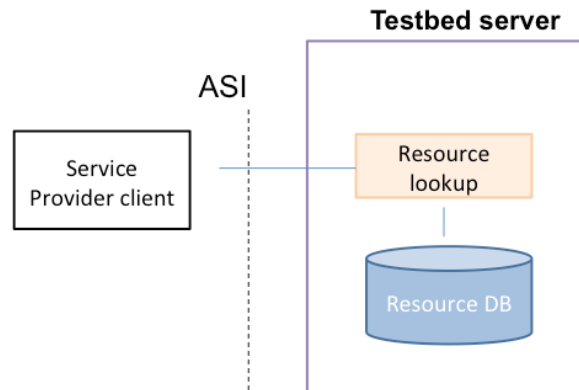 Testbed server
ASI
Service
Provider client
Resource
lookup
Resource DB